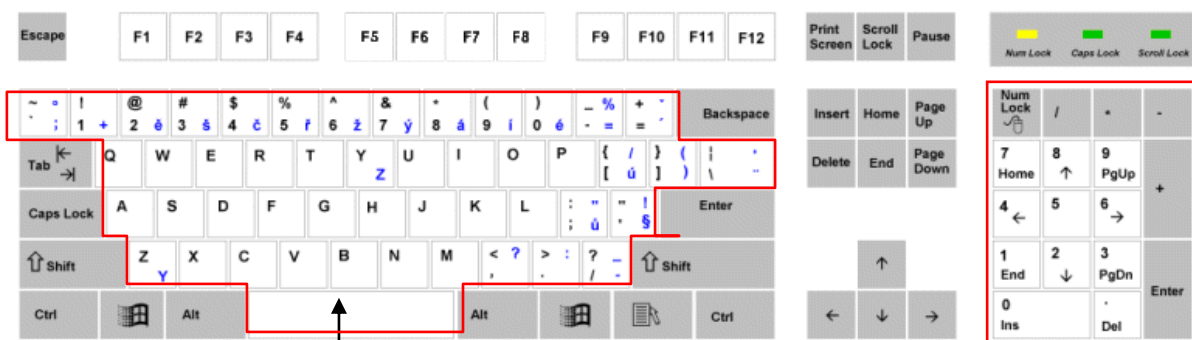 Escape F1 F2 F3 F4 F5 F6 F7 F8 F9 F10 F11 F12 Print Screen Scroll Lock Pause
Num Lock Caps Lock Scroll Lock
~ ° ! @ # $ % ^ & * ( ) _ % + ˇ Backspace
` ; 1 + 2 ě 3 š 4 č 5 ř 6 ž 7 ý 8 á 9 í 0 é - = = ´
Insert Home Page Up Num Lock / * -
Tab Q W E R T Y Z U I O P { / } ( | '
[ ú ] ) \ ¨
Delete End Page Down 7 Home 8 ↑ 9 PgUp +
Caps Lock A S D F G H J K L : " " ! Enter
; ů ' §
4 ← 5 6 →
Shift Z Y X C V B N M < ? > : ? _ Shift
, . / -
↑ 1 End 2 ↓ 3 PgDn Enter
Ctrl Alt Alt Ctrl ← ↓ → 0 Ins . Del